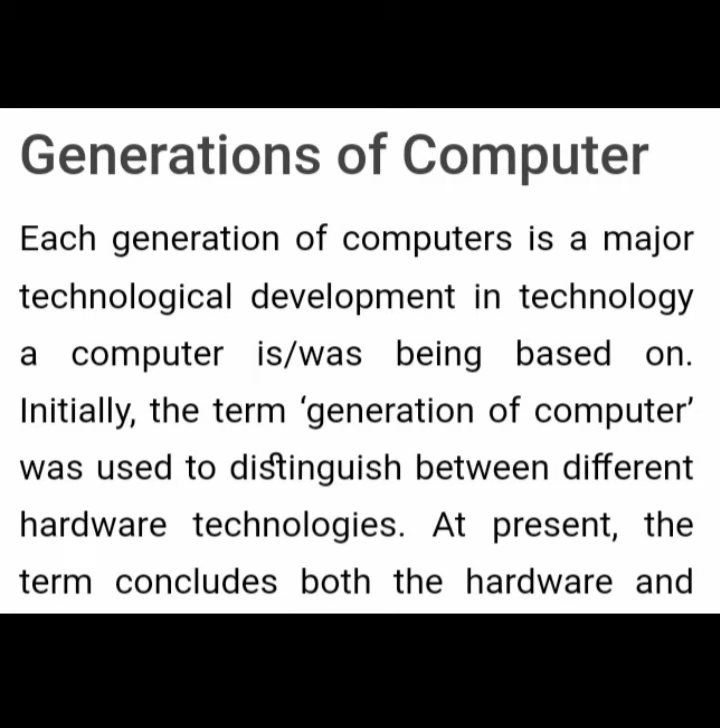 Generations of Computer
Each generation of computers is a major
technological development in technology
a computer is/was being based on.
Initially, the term ‘generation of computer’
was used to distinguish between different
hardware technologies. At present, the
term concludes both the hardware and